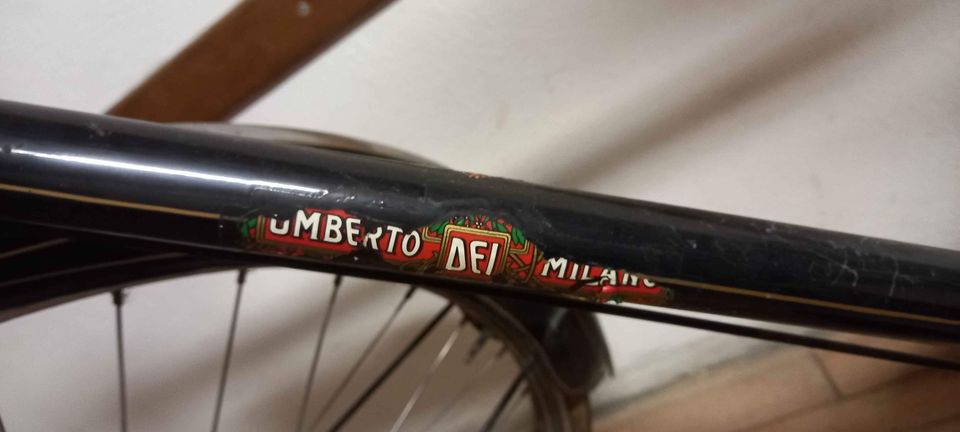 UMBERTO DEI MILANO